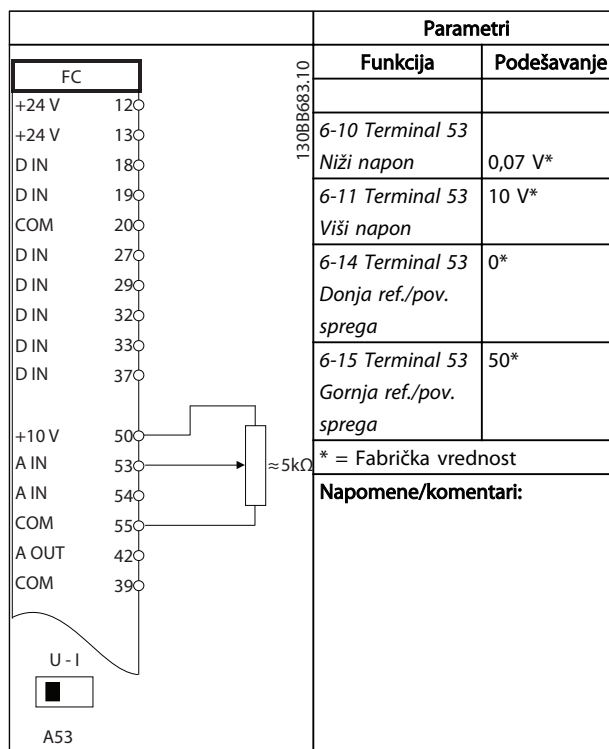 FC
+24 V 12
+24 V 13
D IN 18
D IN 19
COM 20
D IN 27
D IN 29
D IN 32
D IN 33
D IN 37
+10 V 50
A IN 53
A IN 54
COM 55
A OUT 42
COM 39
≈5kΩ
U - I
A53
130BB683.10
Parametri
Funkcija Podešavanje
6-10 Terminal 53
Niži napon 0,07 V*
6-11 Terminal 53 10 V*
Viši napon
6-14 Terminal 53 0*
Donja ref./pov.
sprega
6-15 Terminal 53 50*
Gornja ref./pov.
sprega
* = Fabrička vrednost
Napomene/komentari: